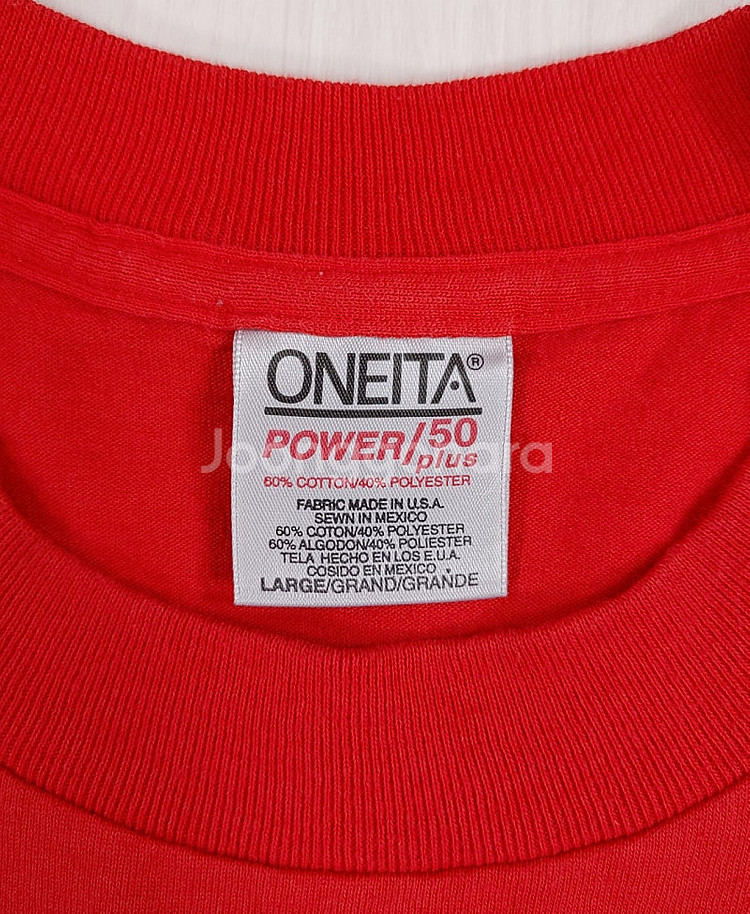 ONEITA®
POWER/50
plus
60% COTTON/40% POLYESTER
FABRIC MADE IN U.S.A.
SEWN IN MEXICO
60% COTON/40% POLYESTER
60% ALGODON/40% POLIESTER
TELA HECHO EN LOS E.U.A.
COSIDO EN MEXICO
LARGE/GRAND/GRANDE